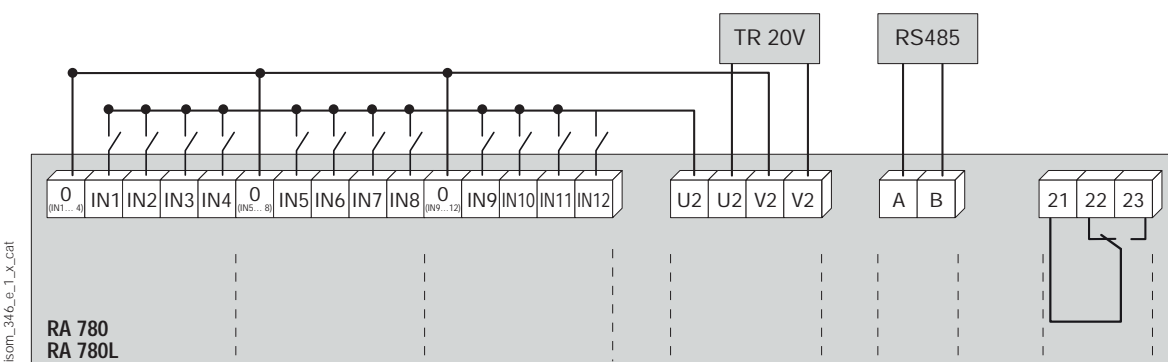 TR 20V
RS485
0 IN1 IN2 IN3 IN4 0 IN5 IN6 IN7 IN8 0 IN9 IN10 IN11 IN12 U2 U2 V2 V2 A B 21 22 23
(IN1... 4) (IN5... 8) (IN9...12)
RA 780
RA 780L
isom_346_e_1_x_cat